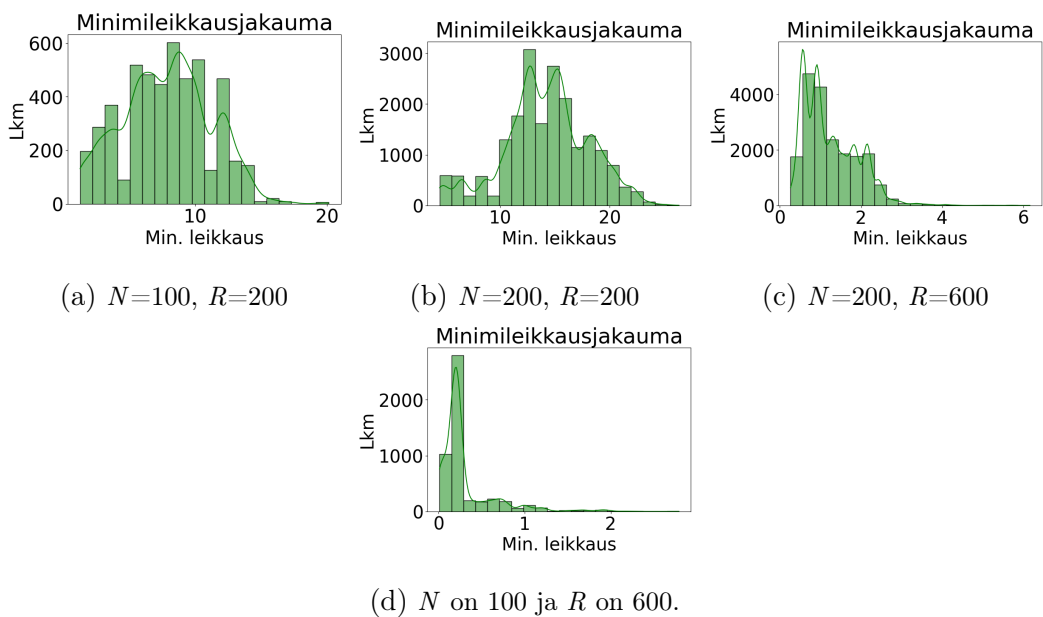 Minimileikkausjakauma
600
400
200
0
Lkm
10
20
Min. leikkaus
(a) N=100, R=200
Minimileikkausjakauma
3000
2000
1000
0
Lkm
10
20
Min. leikkaus
(b) N=200, R=200
Minimileikkausjakauma
4000
2000
0
Lkm
0
2
4
6
Min. leikkaus
(c) N=200, R=600
Minimileikkausjakauma
2000
1000
0
Lkm
0
1
2
Min. leikkaus
(d) N on 100 ja R on 600.